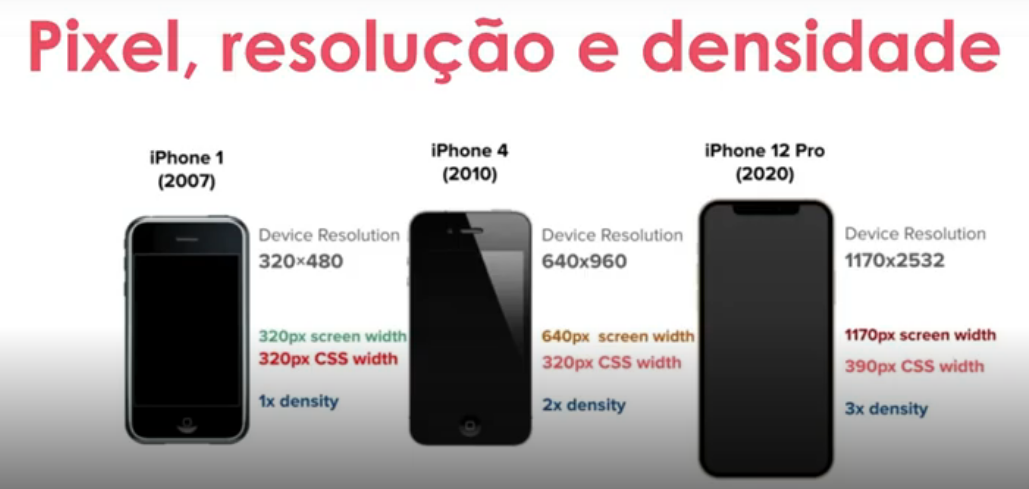 Pixel, resolução e densidade
iPhone 1
(2007)
Device Resolution
320×480
320px screen width
320px CSS width
1x density
iPhone 4
(2010)
Device Resolution
640x960
640px screen width
320px CSS width
2x density
iPhone 12 Pro
(2020)
Device Resolution
1170x2532
1170px screen width
390px CSS width
3x density